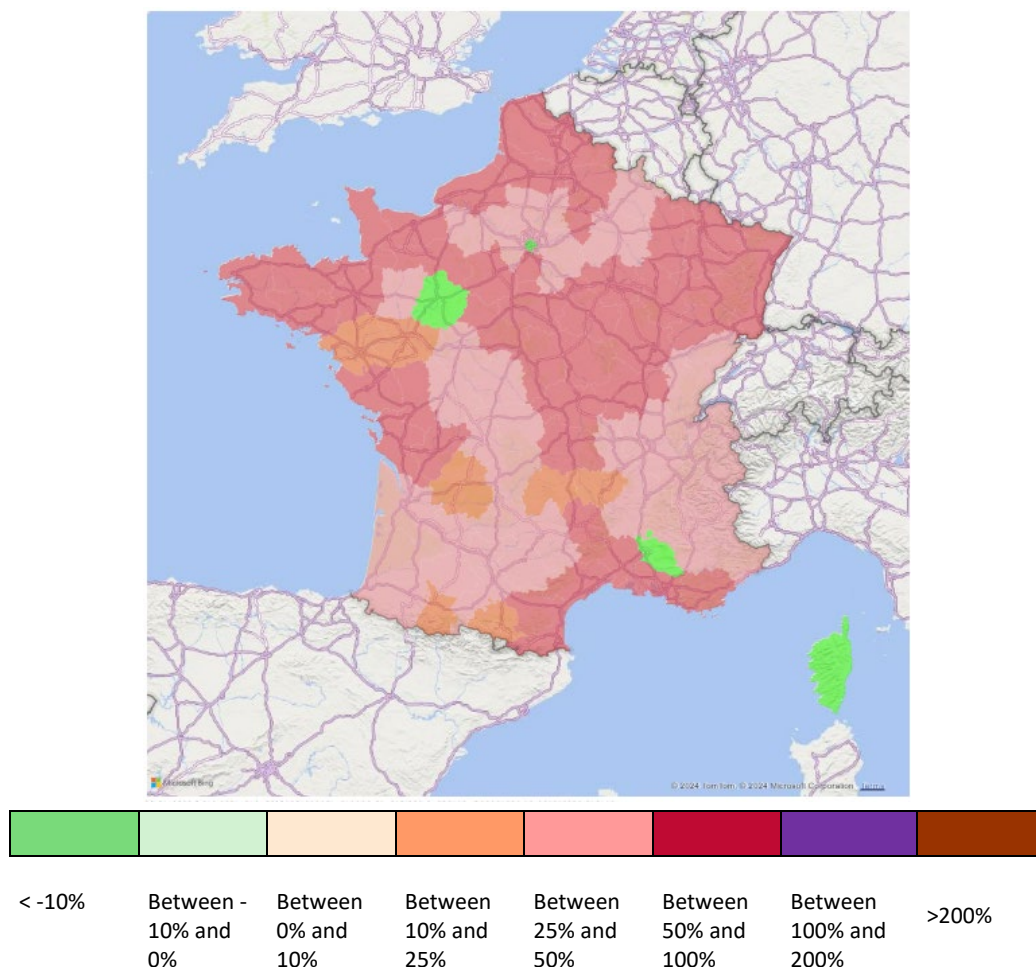 Microsoft Bing
© 2024 TomTom, © 2024 Microsoft Corporation Terms
< -10%
Between -
10% and
0%
Between
0% and
10%
Between
10% and
25%
Between
25% and
50%
Between
50% and
100%
Between
100% and
200%
>200%